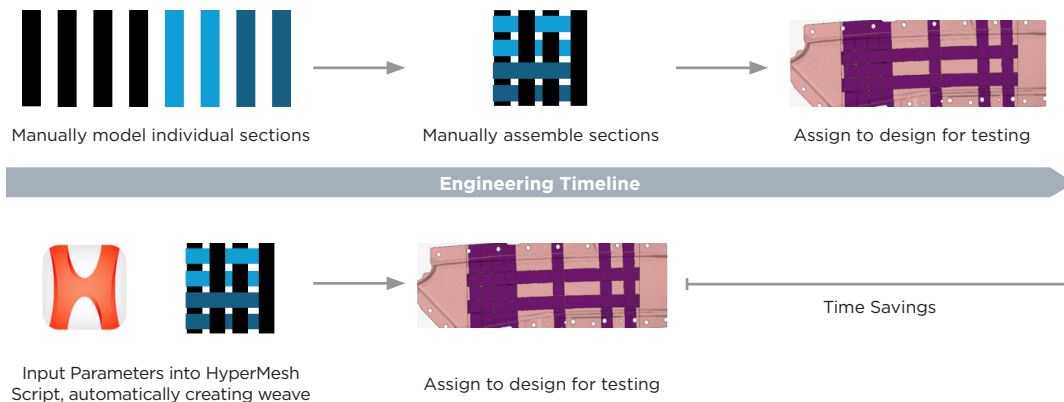 Manually model individual sections
Manually assemble sections
Assign to design for testing
Engineering Timeline
Time Savings
Input Parameters into HyperMesh
Script, automatically creating weave
Assign to design for testing